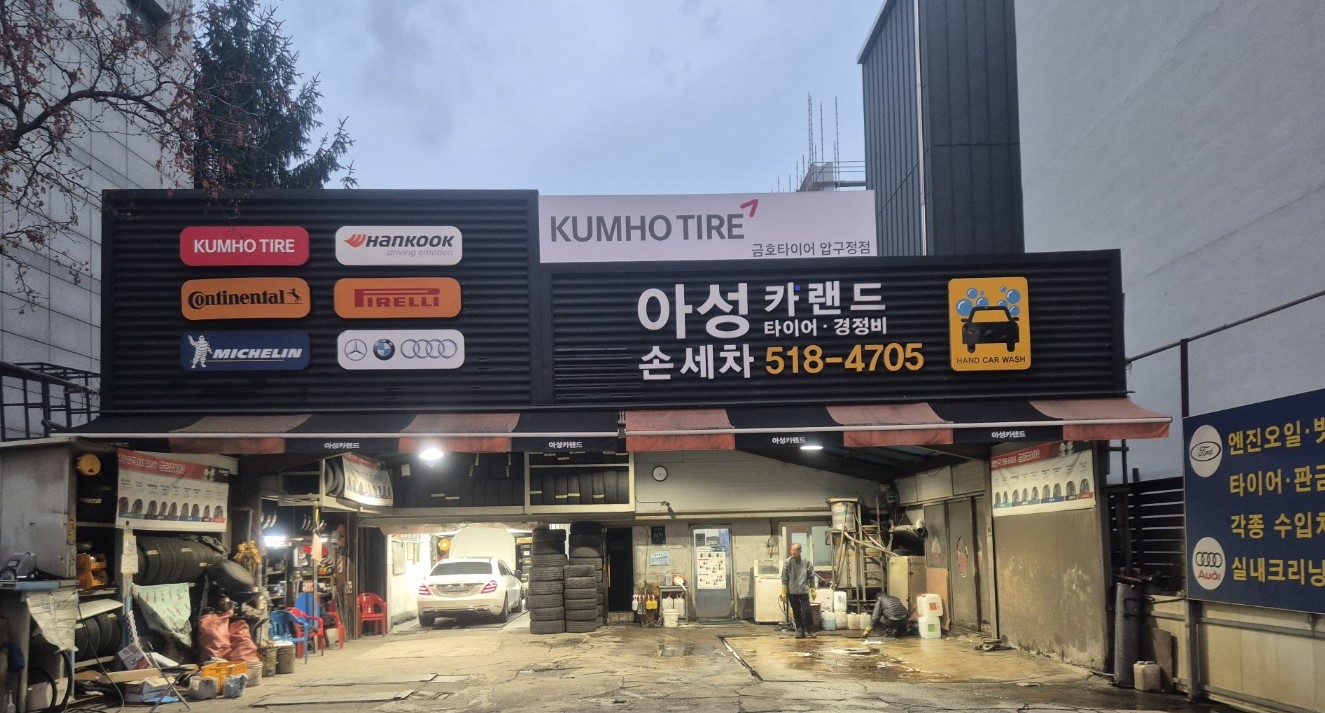 KUMHO TIRE
HANKOOK
driving emotion
Continental
PIRELLI
MICHELIN
KUMHO TIRE
금호타이어 압구정점
아성 카랜드
타이어·경정비
손세차 518-4705
HAND CAR WASH
아성카랜드
아성카랜드
아성카랜드
아성카랜드
Ford
엔진오일·
타이어·판금
각종 수입차
Audi
실내크리닝